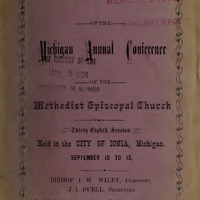 OF THE
Michigan Annual Conference
OF THE
Methodist Episcopal Church
Thirty Eighth Session
Held in the CITY OF IONIA, Michigan.
SEPTEMBER 10 TO 15,
BISHOP I. W. WILEY, PRESIDENT,
J. J. BUELL, SECRETARY.